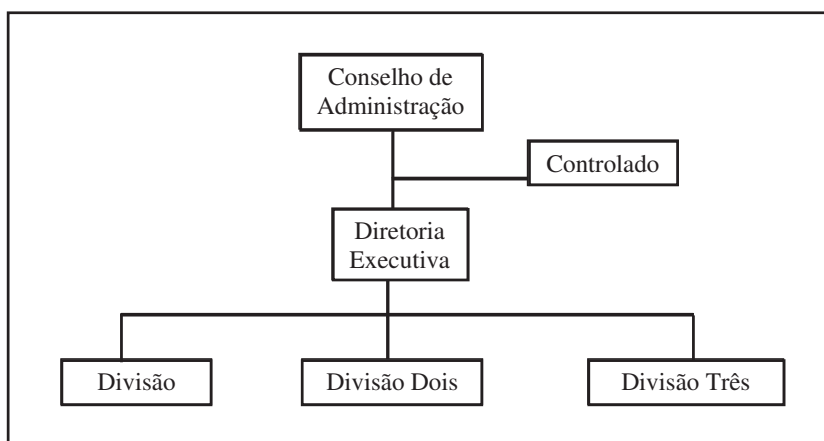 Conselho de
Administração
Controlado
Diretoria
Executiva
Divisão
Divisão Dois
Divisão Três